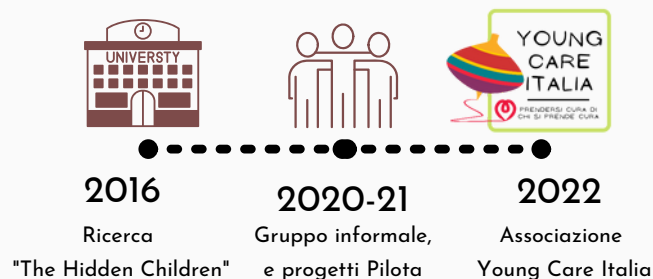 UNIVERSTY
YOUNG
CARE
ITALIA
PRENDERSI CURA DI
CHI SI PRENDE CURA
2016
Ricerca
"The Hidden Children"
2020-21
Gruppo informale,
e progetti Pilota
2022
Associazione
Young Care Italia